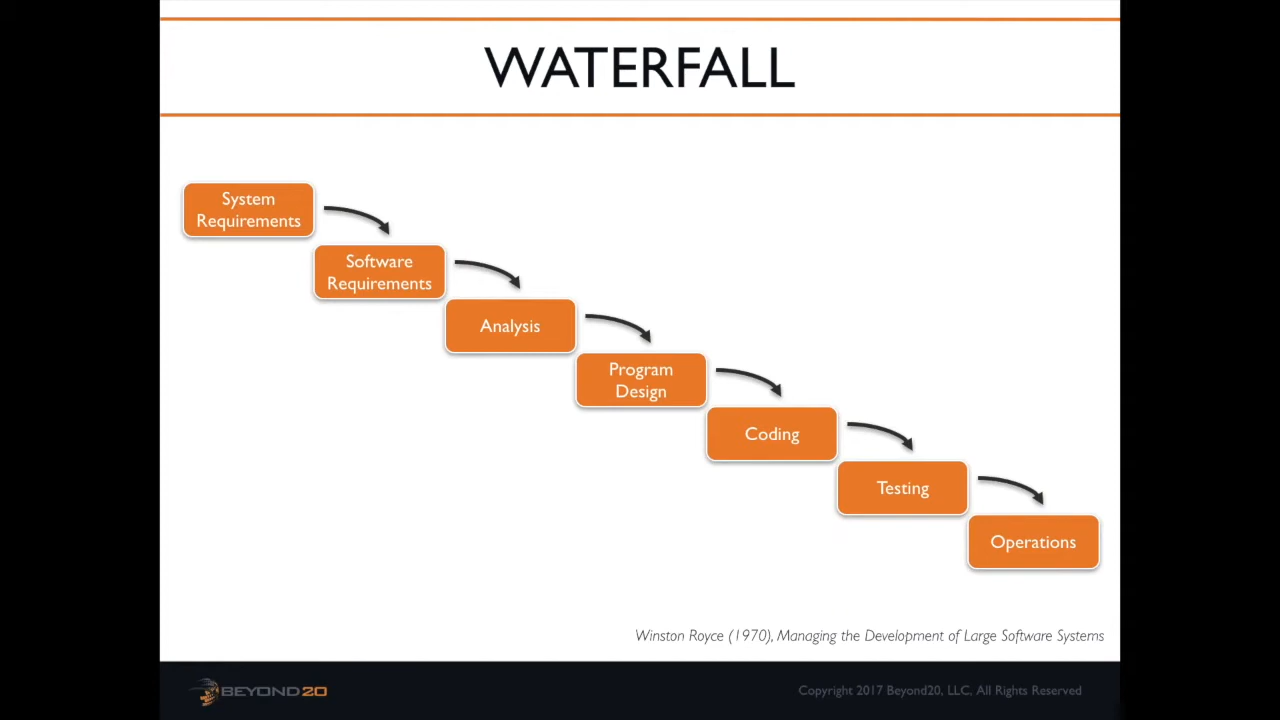 WATERFALL
System
Requirements
Software
Requirements
Analysis
Program
Design
Coding
Testing
Operations
Winston Royce (1970), Managing the Development of Large Software Systems
BEYOND20
Copyright 2017 Beyond20, LLC, All Rights Reserved